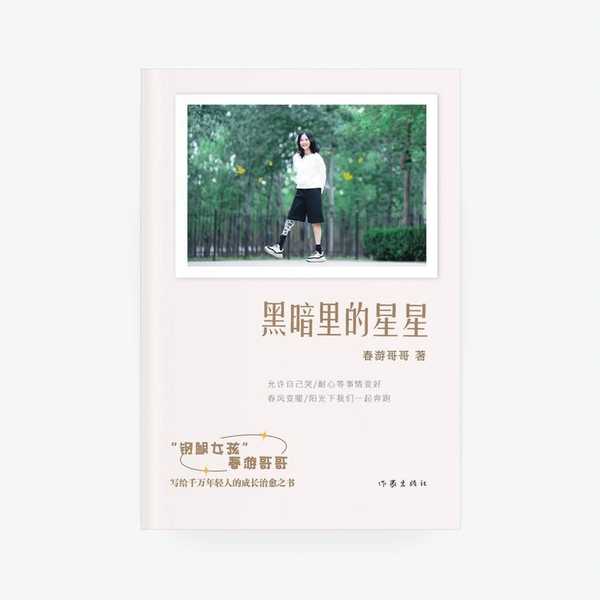 黑暗里的星星
春游哥哥 著
允许自己哭/耐心等事情变好
春风变暖/阳光下我们一起奔跑
“钢腿女孩”
春游哥哥
写给千万年轻人的成长治愈之书
作家出版社